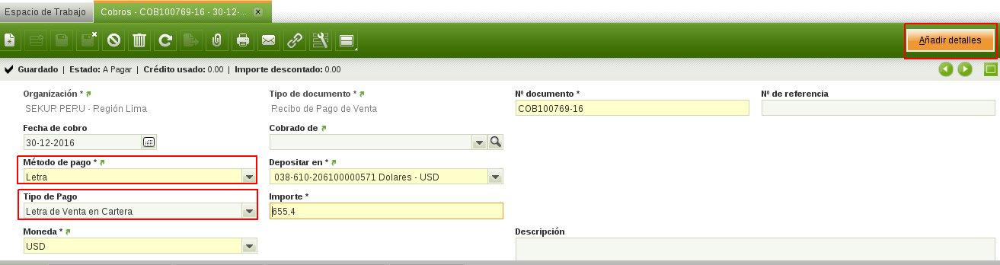 Espacio de Trabajo Cobros - COB100769-16 - 30-12-...
Añadir detalles
Guardado | Estado: A Pagar | Crédito usado: 0.00 | Importe descontado: 0.00
Organización * Tipo de documento * Nº documento * Nº de referencia
SEKUR PERU - Región Lima Recibo de Pago de Venta COB100769-16
Fecha de cobro Cobrado de
30-12-2016
Método de pago * Depositar en *
Letra 038-610-206100000571 Dolares - USD
Tipo de Pago Importe *
Letra de Venta en Cartera 655.4
Moneda * Descripción
USD